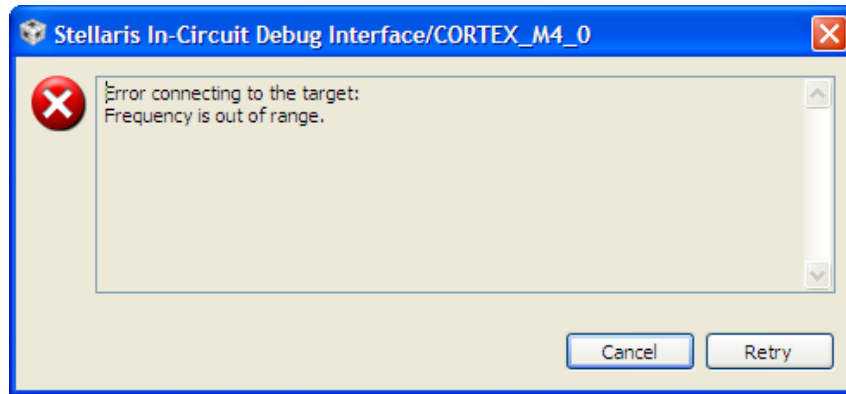 Stellaris In-Circuit Debug Interface/CORTEX_M4_0
Error connecting to the target:
Frequency is out of range.
Cancel
Retry